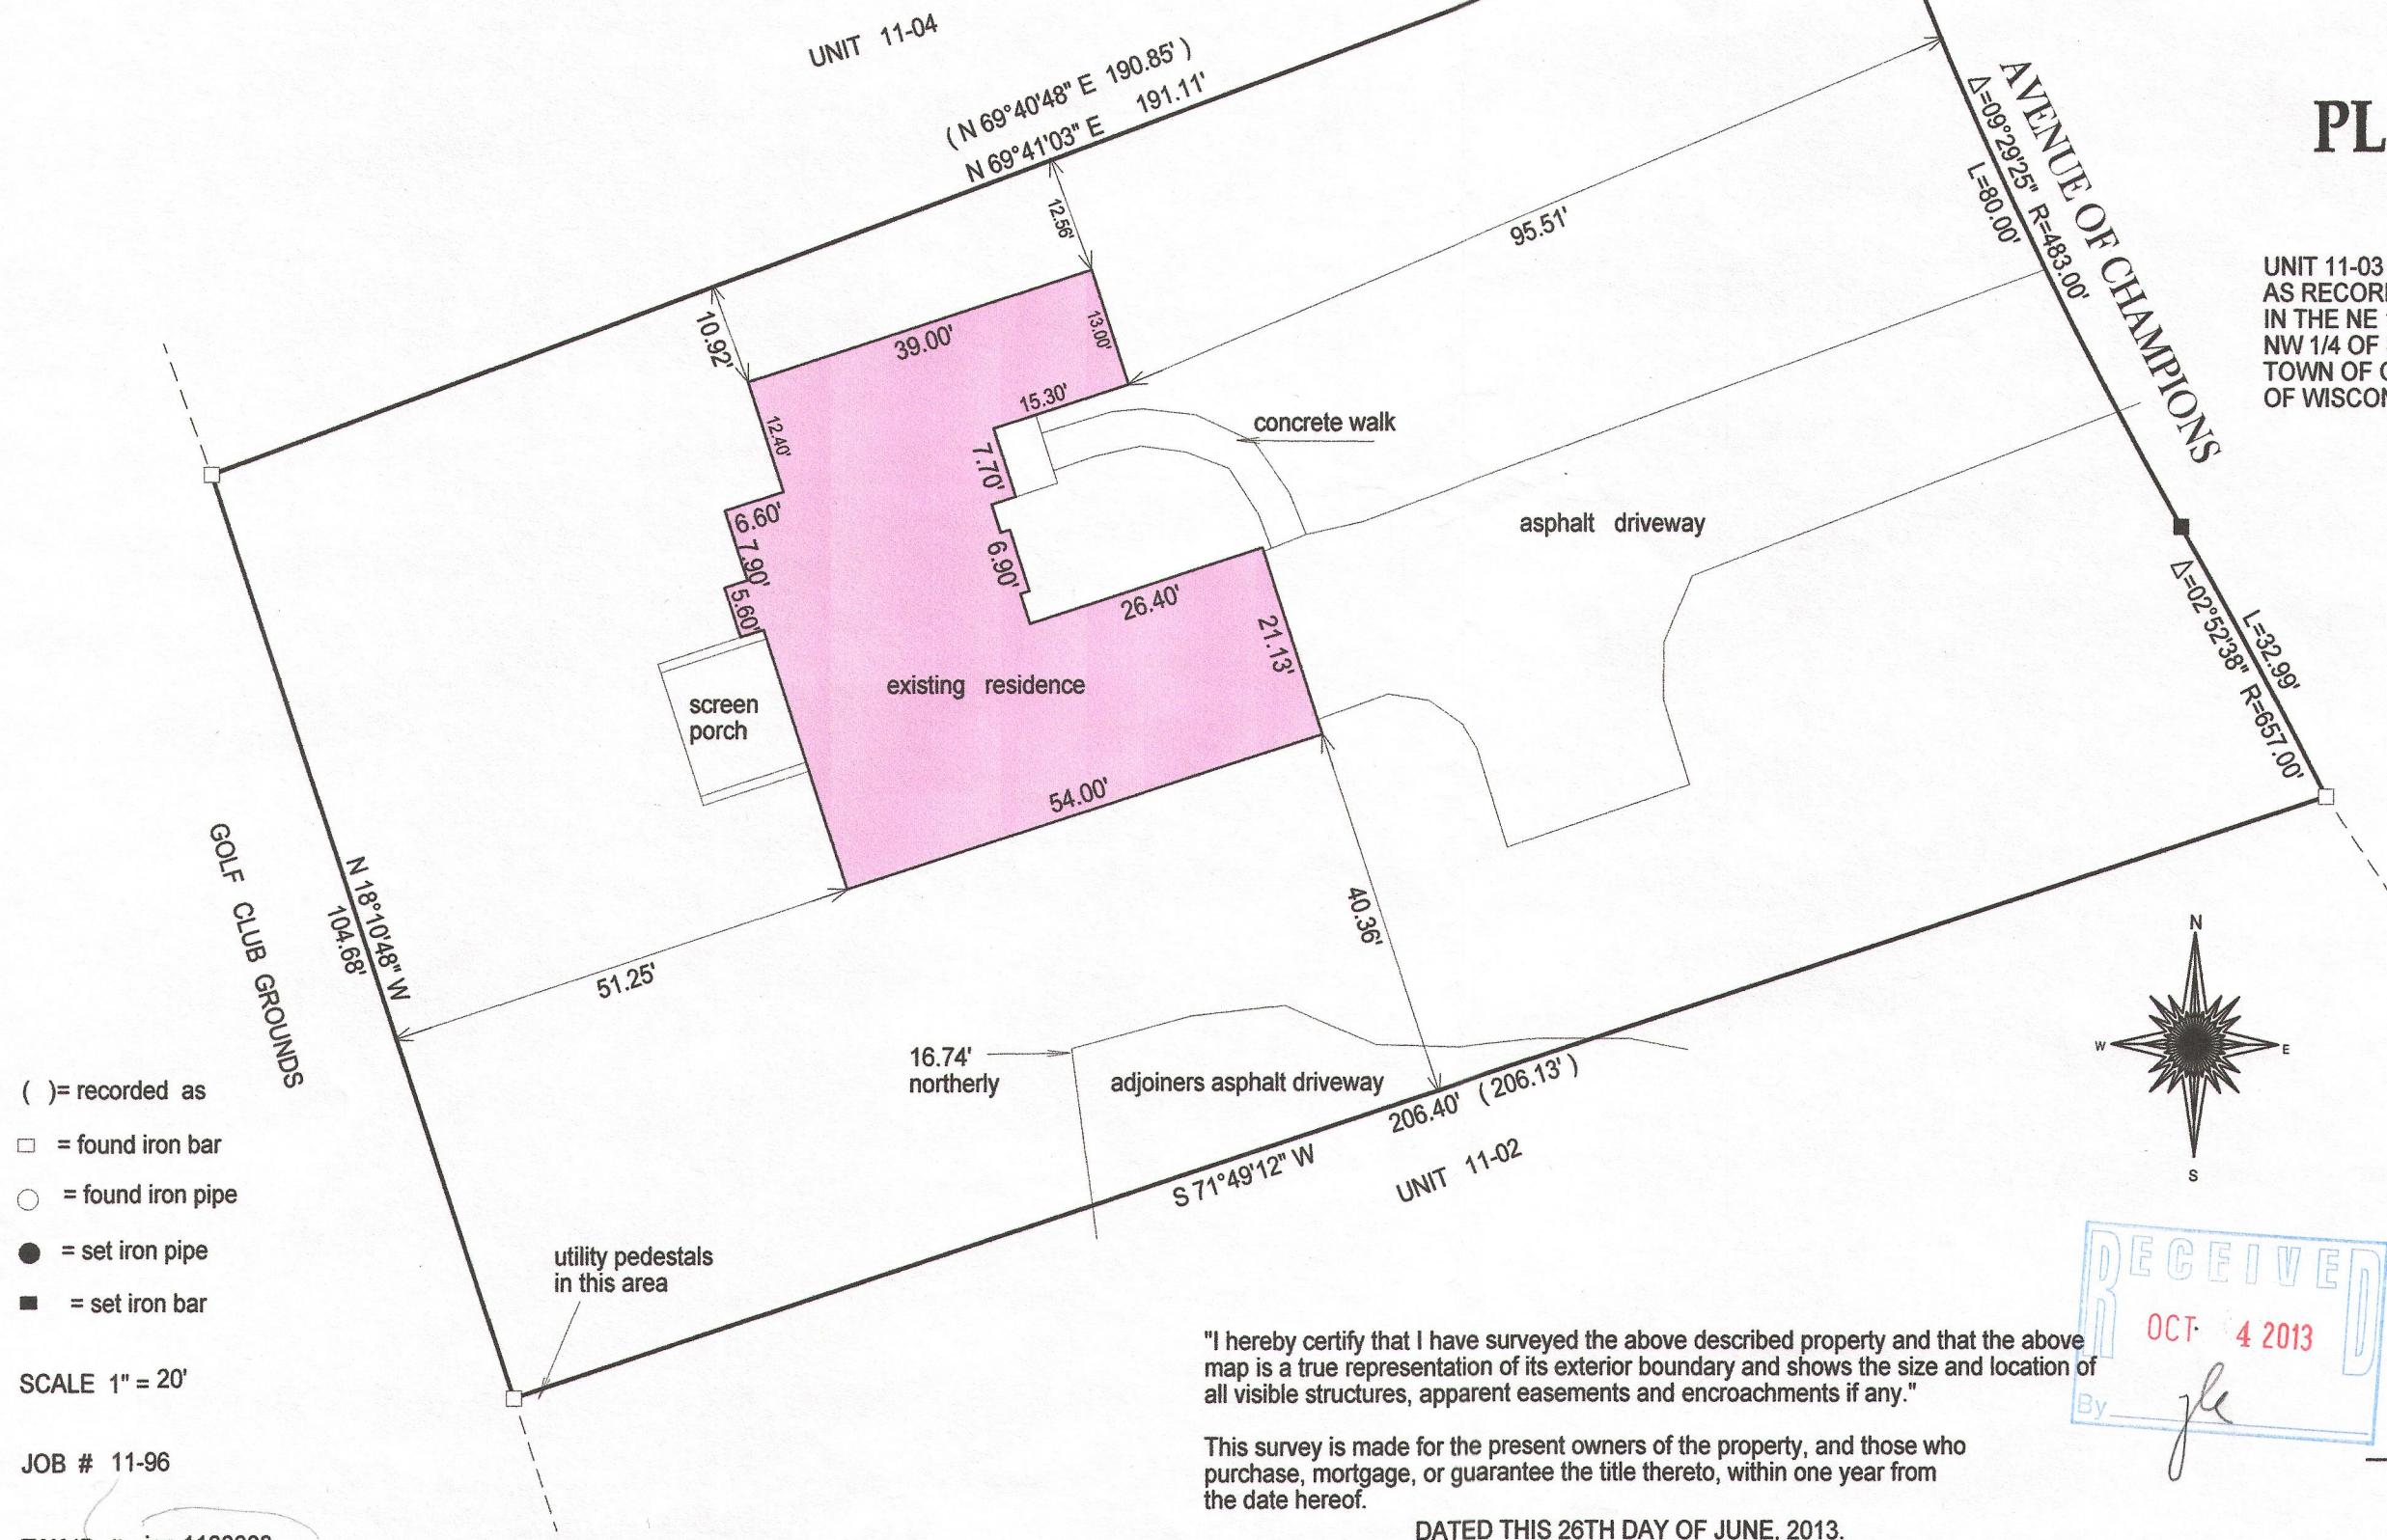 UNIT 11-04
( N 69°40'48" E 190.85' )
N 69°41'03" E 191.11'
AVENUE OF CHAMPIONS
Δ=09°29'25" R=483.00'
L=80.00'
PL
UNIT 11-03
AS RECOR
IN THE NE
NW 1/4 OF
TOWN OF
OF WISCON
12.56'
10.92'
39.00'
13.00'
95.51'
12.40'
15.30'
concrete walk
7.70'
6.60'
7.90'
6.90'
5.60'
26.40'
21.13'
asphalt driveway
existing residence
screen
porch
54.00'
L=32.99'
Δ=02°52'38" R=657.00'
GOLF CLUB GROUNDS
N 18°10'48" W
104.68'
51.25'
40.36'
16.74'
northerly
adjoiners asphalt driveway
206.40' ( 206.13' )
S 71°49'12" W
UNIT 11-02
N
W
E
S
( )= recorded as
= found iron bar
= found iron pipe
= set iron pipe
= set iron bar
utility pedestals
in this area
SCALE 1" = 20'
JOB # 11-96
RECEIVED
OCT 4 2013
By
"I hereby certify that I have surveyed the above described property and that the above
map is a true representation of its exterior boundary and shows the size and location of
all visible structures, apparent easements and encroachments if any."
This survey is made for the present owners of the property, and those who
purchase, mortgage, or guarantee the title thereto, within one year from
the date hereof.
DATED THIS 26TH DAY OF JUNE, 2013.